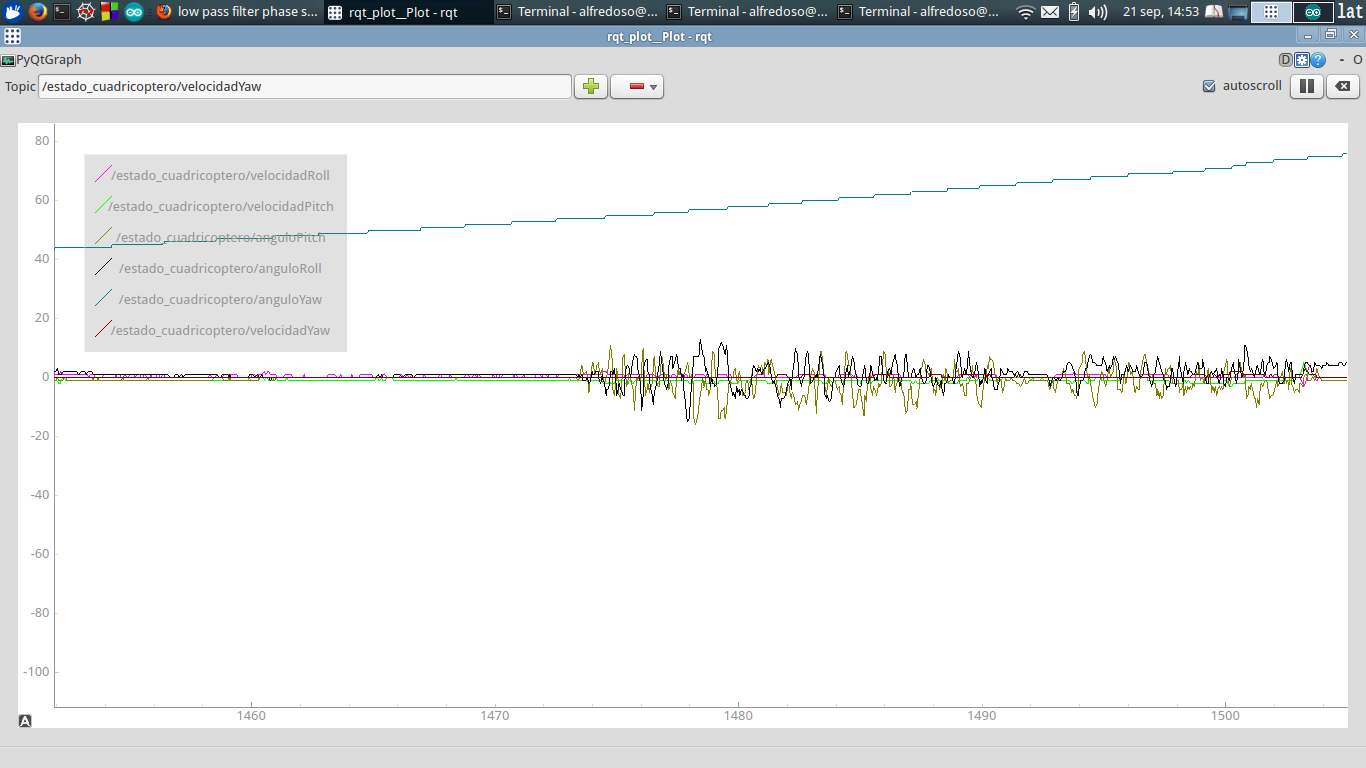 low pass filter phase s...
rqt_plot__Plot - rqt
Terminal - alfredoso@...
Terminal - alfredoso@...
Terminal - alfredoso@...
21 sep, 14:53
lat
rqt_plot__Plot - rqt
PyQtGraph
D
?
- O
Topic
/estado_cuadricoptero/velocidadYaw
autoscroll
80
60
40
20
0
-20
-40
-60
-80
-100
/estado_cuadricoptero/velocidadRoll
/estado_cuadricoptero/velocidadPitch
/estado_cuadricoptero/anguloPitch
/estado_cuadricoptero/anguloRoll
/estado_cuadricoptero/anguloYaw
/estado_cuadricoptero/velocidadYaw
A
1460
1470
1480
1490
1500